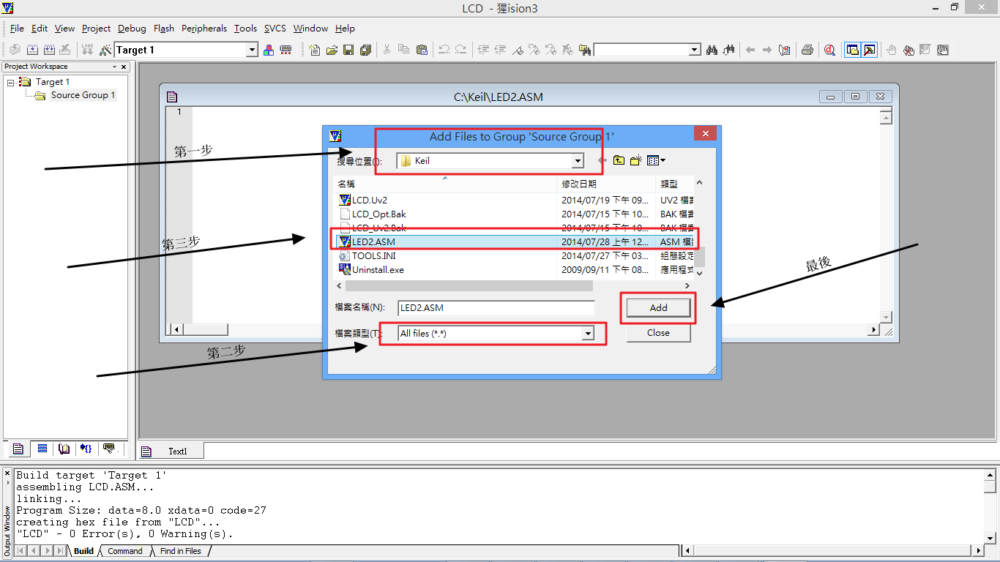 LCD - 猩ision3
File Edit View Project Debug Flash Peripherals Tools SVCS Window Help
LOAD Target 1
Project Workspace
Target 1
Source Group 1
C:\Keil\LED2.ASM
1
Add Files to Group 'Source Group 1'
第一步
搜尋位置(I): Keil
名稱 修改日期 類型
LCD.Uv2 2014/07/19 下午 09... UV2 檔案
LCD_Opt.Bak 2014/07/15 下午 10... BAK 檔案
LCD_Uv2.Bak 2014/07/15 下午 10... BAK 檔案
LED2.ASM 2014/07/28 上午 12... ASM 檔
第三步
TOOLS.INI 2014/07/27 下午 03... 組態設定
Uninstall.exe 2009/09/11 下午 08... 應用程式
最後
檔案名稱(N): LED2.ASM Add
檔案類型(T): All files (*.*) Close
第二步
Text1
Build target 'Target 1'
assembling LCD.ASM...
linking...
Program Size: data=8.0 xdata=0 code=27
creating hex file from "LCD"...
"LCD" - 0 Error(s), 0 Warning(s).
Output Window
Build Command Find in Files